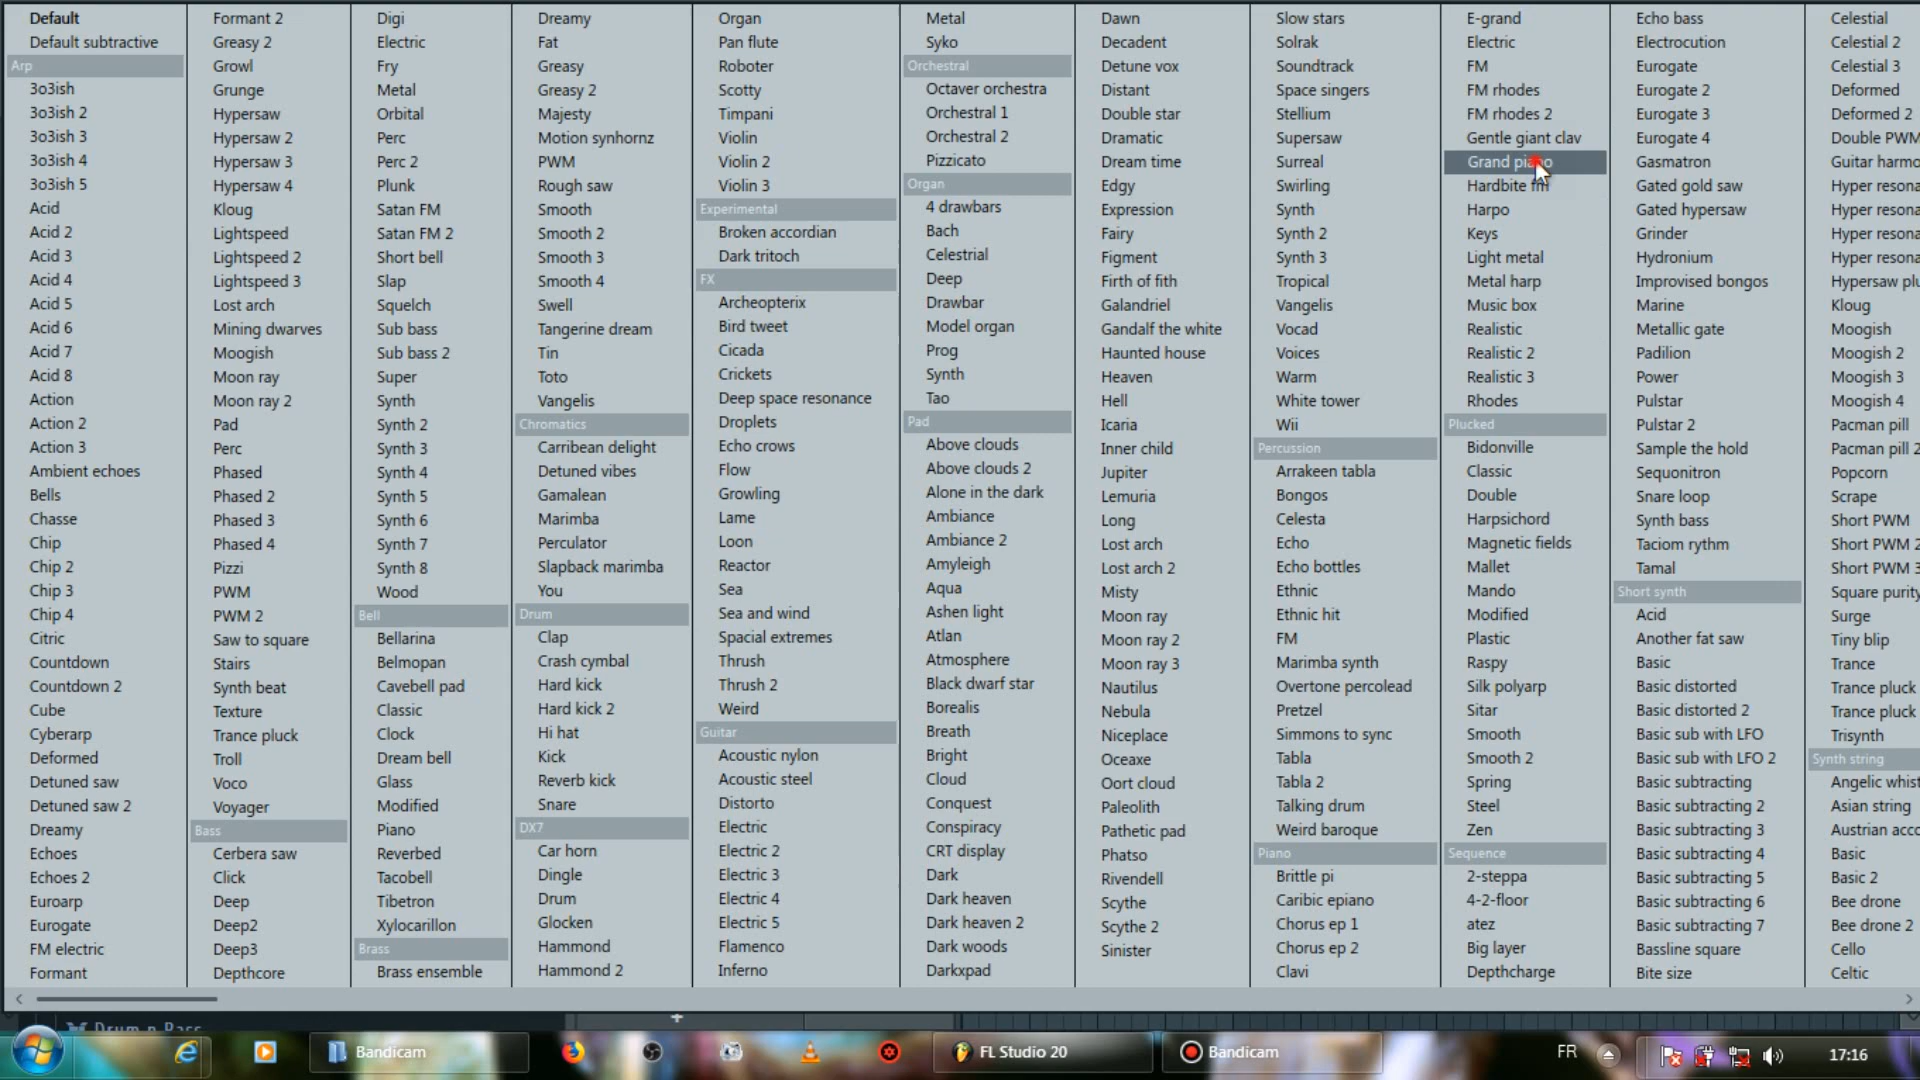 Default
Default subtractive
Arp
3o3ish
3o3ish 2
3o3ish 3
3o3ish 4
3o3ish 5
Acid
Acid 2
Acid 3
Acid 4
Acid 5
Acid 6
Acid 7
Acid 8
Action
Action 2
Action 3
Ambient echoes
Bells
Chasse
Chip
Chip 2
Chip 3
Chip 4
Citric
Countdown
Countdown 2
Cube
Cyberarp
Deformed
Detuned saw
Detuned saw 2
Dreamy
Echoes
Echoes 2
Euroarp
Eurogate
FM electric
Formant
Formant 2
Greasy 2
Growl
Grunge
Hypersaw
Hypersaw 2
Hypersaw 3
Hypersaw 4
Kloug
Lightspeed
Lightspeed 2
Lightspeed 3
Lost arch
Mining dwarves
Moogish
Moon ray
Moon ray 2
Pad
Perc
Phased
Phased 2
Phased 3
Phased 4
Pizzi
PWM
PWM 2
Saw to square
Stairs
Synth beat
Texture
Trance pluck
Troll
Voco
Voyager
Bass
Cerbera saw
Click
Deep
Deep2
Deep3
Depthcore
Digi
Electric
Fry
Metal
Orbital
Perc
Perc 2
Plunk
Satan FM
Satan FM 2
Short bell
Slap
Squelch
Sub bass
Sub bass 2
Super
Synth
Synth 2
Synth 3
Synth 4
Synth 5
Synth 6
Synth 7
Synth 8
Wood
Bell
Bellarina
Belmopan
Cavebell pad
Classic
Clock
Dream bell
Glass
Modified
Piano
Reverbed
Tacobell
Tibetron
Xylocarillon
Brass
Brass ensemble
Dreamy
Fat
Greasy
Greasy 2
Majesty
Motion synhornz
PWM
Rough saw
Smooth
Smooth 2
Smooth 3
Smooth 4
Swell
Tangerine dream
Tin
Toto
Vangelis
Chromatics
Carribean delight
Detuned vibes
Gamalean
Marimba
Perculator
Slapback marimba
You
Drum
Clap
Crash cymbal
Hard kick
Hard kick 2
Hi hat
Kick
Reverb kick
Snare
DX7
Car horn
Dingle
Drum
Glocken
Hammond
Hammond 2
Organ
Pan flute
Roboter
Scotty
Timpani
Violin
Violin 2
Violin 3
Experimental
Broken accordian
Dark tritoch
FX
Archeopterix
Bird tweet
Cicada
Crickets
Deep space resonance
Droplets
Echo crows
Flow
Growling
Lame
Loon
Reactor
Sea
Sea and wind
Spacial extremes
Thrush
Thrush 2
Weird
Guitar
Acoustic nylon
Acoustic steel
Distorto
Electric
Electric 2
Electric 3
Electric 4
Electric 5
Flamenco
Inferno
Metal
Syko
Orchestral
Octaver orchestra
Orchestral 1
Orchestral 2
Pizzicato
Organ
4 drawbars
Bach
Celestrial
Deep
Drawbar
Model organ
Prog
Synth
Tao
Pad
Above clouds
Above clouds 2
Alone in the dark
Ambiance
Ambiance 2
Amyleigh
Aqua
Ashen light
Atlan
Atmosphere
Black dwarf star
Borealis
Breath
Bright
Cloud
Conquest
Conspiracy
CRT display
Dark
Dark heaven
Dark heaven 2
Dark woods
Darkxpad
Dawn
Decadent
Detune vox
Distant
Double star
Dramatic
Dream time
Edgy
Expression
Fairy
Figment
Firth of fith
Galandriel
Gandalf the white
Haunted house
Heaven
Hell
Icaria
Inner child
Jupiter
Lemuria
Long
Lost arch
Lost arch 2
Misty
Moon ray
Moon ray 2
Moon ray 3
Nautilus
Nebula
Niceplace
Oceaxe
Oort cloud
Paleolith
Pathetic pad
Phatso
Rivendell
Scythe
Scythe 2
Sinister
Slow stars
Solrak
Soundtrack
Space singers
Stellium
Supersaw
Surreal
Swirling
Synth
Synth 2
Synth 3
Tropical
Vangelis
Vocad
Voices
Warm
White tower
Wii
Percussion
Arrakeen tabla
Bongos
Celesta
Echo
Echo bottles
Ethnic
Ethnic hit
FM
Marimba synth
Overtone percolead
Pretzel
Simmons to sync
Tabla
Tabla 2
Talking drum
Weird baroque
Piano
Brittle pi
Caribic epiano
Chorus ep 1
Chorus ep 2
Clavi
E-grand
Electric
FM
FM rhodes
FM rhodes 2
Gentle giant clav
Grand piano
Hardbite fm
Harpo
Keys
Light metal
Metal harp
Music box
Realistic
Realistic 2
Realistic 3
Rhodes
Plucked
Bidonville
Classic
Double
Harpsichord
Magnetic fields
Mallet
Mando
Modified
Plastic
Raspy
Silk polyarp
Sitar
Smooth
Smooth 2
Spring
Steel
Zen
Sequence
2-steppa
4-2-floor
atez
Big layer
Depthcharge
Echo bass
Electrocution
Eurogate
Eurogate 2
Eurogate 3
Eurogate 4
Gasmatron
Gated gold saw
Gated hypersaw
Grinder
Hydronium
Improvised bongos
Marine
Metallic gate
Padilion
Power
Pulstar
Pulstar 2
Sample the hold
Sequonitron
Snare loop
Synth bass
Taciom rythm
Tamal
Short synth
Acid
Another fat saw
Basic
Basic distorted
Basic distorted 2
Basic sub with LFO
Basic sub with LFO 2
Basic subtracting
Basic subtracting 2
Basic subtracting 3
Basic subtracting 4
Basic subtracting 5
Basic subtracting 6
Basic subtracting 7
Bassline square
Bite size
Celestial
Celestial 2
Celestial 3
Deformed
Deformed 2
Double PWM
Guitar harmo
Hyper resona
Hyper resona
Hyper resona
Hypersaw plu
Kloug
Moogish
Moogish 2
Moogish 3
Moogish 4
Pacman pill
Pacman pill 2
Popcorn
Scrape
Short PWM
Short PWM 2
Short PWM 3
Square purity
Surge
Tiny blip
Trance
Trance pluck
Trance pluck
Trisynth
Synth string
Angelic whist
Asian string
Austrian acco
Basic
Basic 2
Bee drone
Bee drone 2
Cello
Celtic
Drum n Bass
Bandicam
FL Studio 20
Bandicam
FR
17:16